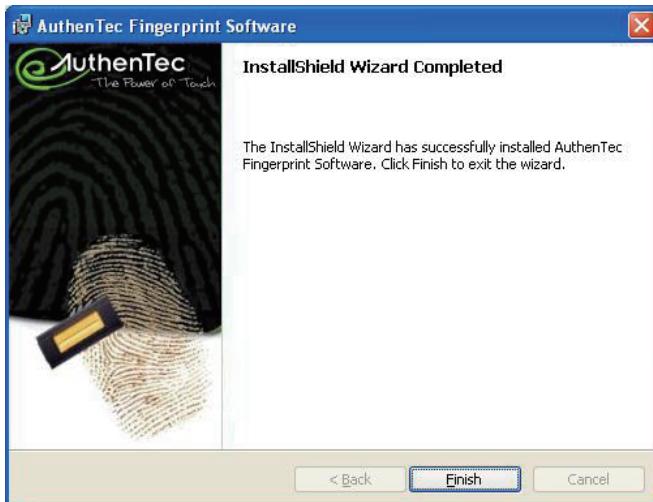 AuthenTec Fingerprint Software
AuthenTec
The Power of Touch
InstallShield Wizard Completed
The InstallShield Wizard has successfully installed AuthenTec
Fingerprint Software. Click Finish to exit the wizard.
< Back
Finish
Cancel